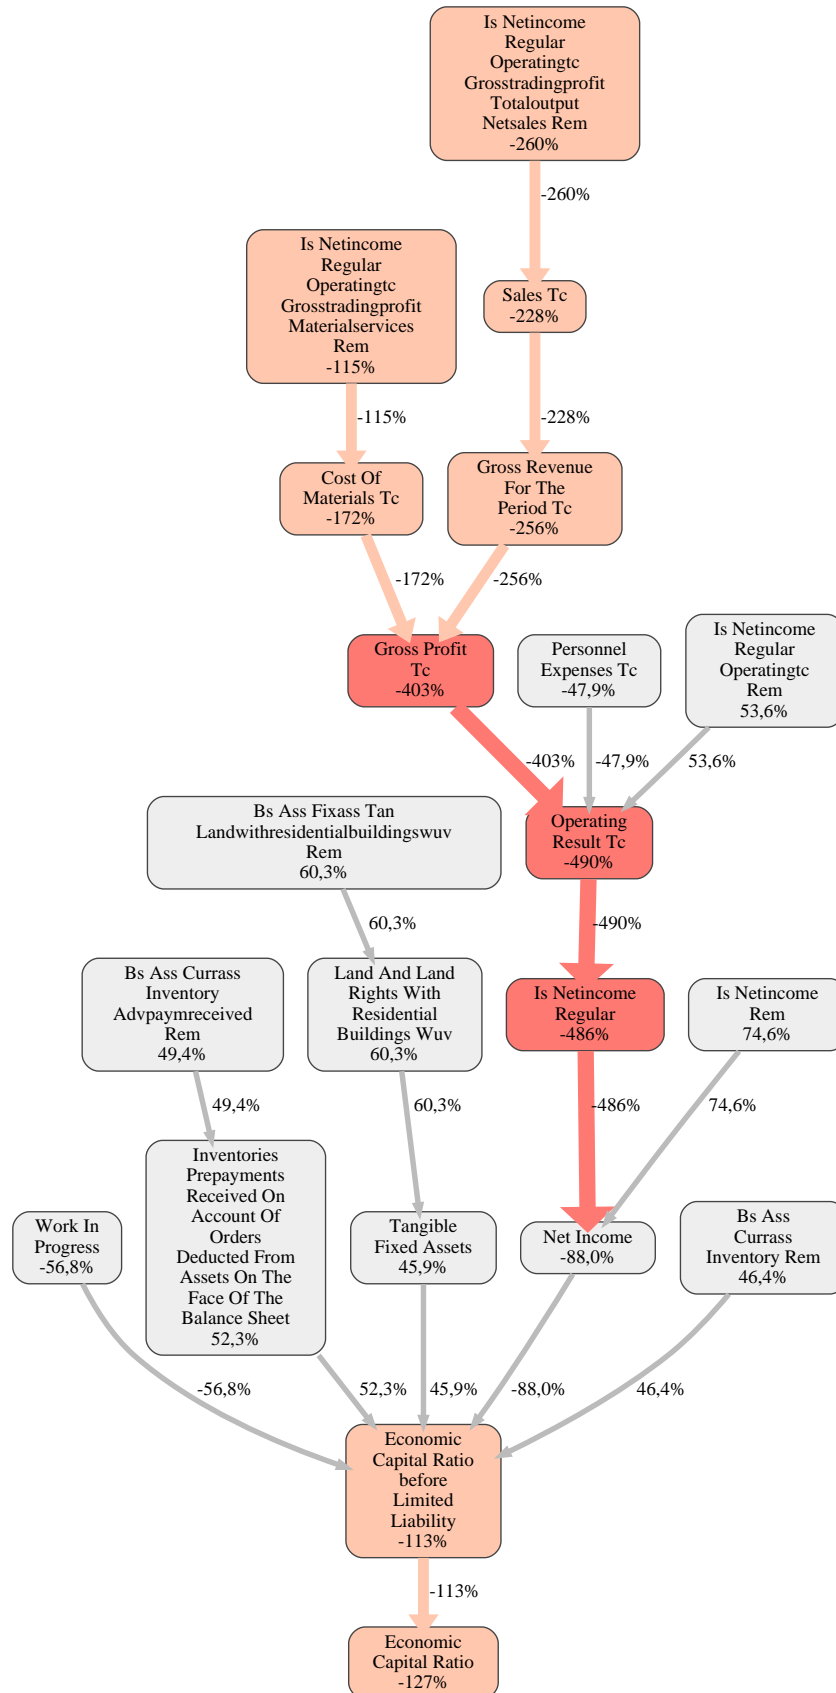 Is Netincome
Regular
Operatingtc
Grosstradingprofit
Totaloutput
Netsales Rem
-260%
-260%
Is Netincome
Regular
Operatingtc
Grosstradingprofit
Materialservices
Rem
-115%
Sales Tc
-228%
-115%
-228%
Cost Of
Materials Tc
-172%
Gross Revenue
For The
Period Tc
-256%
-172%
-256%
Gross Profit
Tc
-403%
Personnel
Expenses Tc
-47,9%
Is Netincome
Regular
Operatingtc
Rem
53,6%
-403%
-47,9%
53,6%
Bs Ass Fixass Tan
Landwithresidentialbuildingswuv
Rem
60,3%
Operating
Result Tc
-490%
60,3%
-490%
Bs Ass Currass
Inventory
Advpaymreceived
Rem
49,4%
Land And Land
Rights With
Residential
Buildings Wuv
60,3%
Is Netincome
Regular
-486%
Is Netincome
Rem
74,6%
49,4%
60,3%
-486%
74,6%
Work In
Progress
-56,8%
Inventories
Prepayments
Received On
Account Of
Orders
Deducted From
Assets On The
Face Of The
Balance Sheet
52,3%
Tangible
Fixed Assets
45,9%
Net Income
-88,0%
Bs Ass
Currass
Inventory Rem
46,4%
-56,8%
52,3%
45,9%
-88,0%
46,4%
Economic
Capital Ratio
before
Limited
Liability
-113%
-113%
Economic
Capital Ratio
-127%